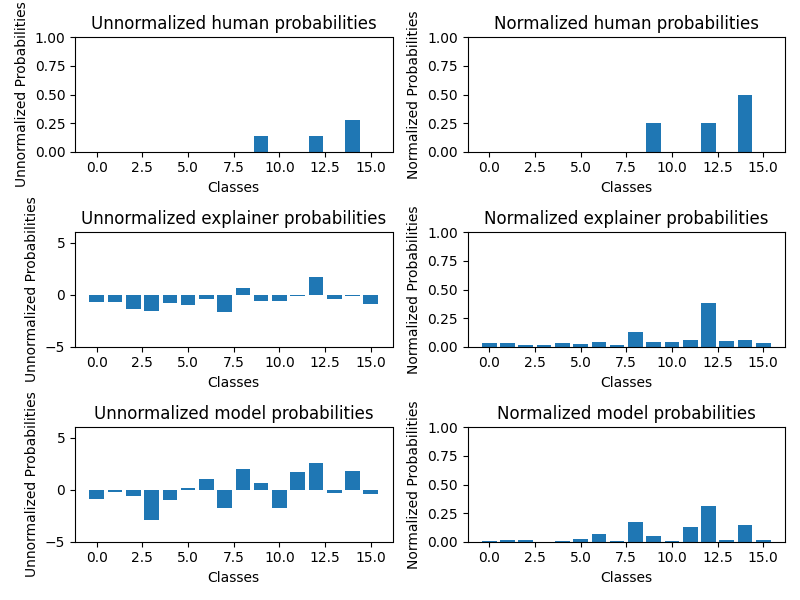 Unnormalized human probabilities
Unnormalized Probabilities
1.00
0.75
0.50
0.25
0.00
0.0 2.5 5.0 7.5 10.0 12.5 15.0
Classes
Normalized human probabilities
Normalized Probabilities
1.00
0.75
0.50
0.25
0.00
0.0 2.5 5.0 7.5 10.0 12.5 15.0
Classes
Unnormalized explainer probabilities
Unnormalized Probabilities
5
0
−5
0.0 2.5 5.0 7.5 10.0 12.5 15.0
Classes
Normalized explainer probabilities
Normalized Probabilities
1.00
0.75
0.50
0.25
0.00
0.0 2.5 5.0 7.5 10.0 12.5 15.0
Classes
Unnormalized model probabilities
Unnormalized Probabilities
5
0
−5
0.0 2.5 5.0 7.5 10.0 12.5 15.0
Classes
Normalized model probabilities
Normalized Probabilities
1.00
0.75
0.50
0.25
0.00
0.0 2.5 5.0 7.5 10.0 12.5 15.0
Classes